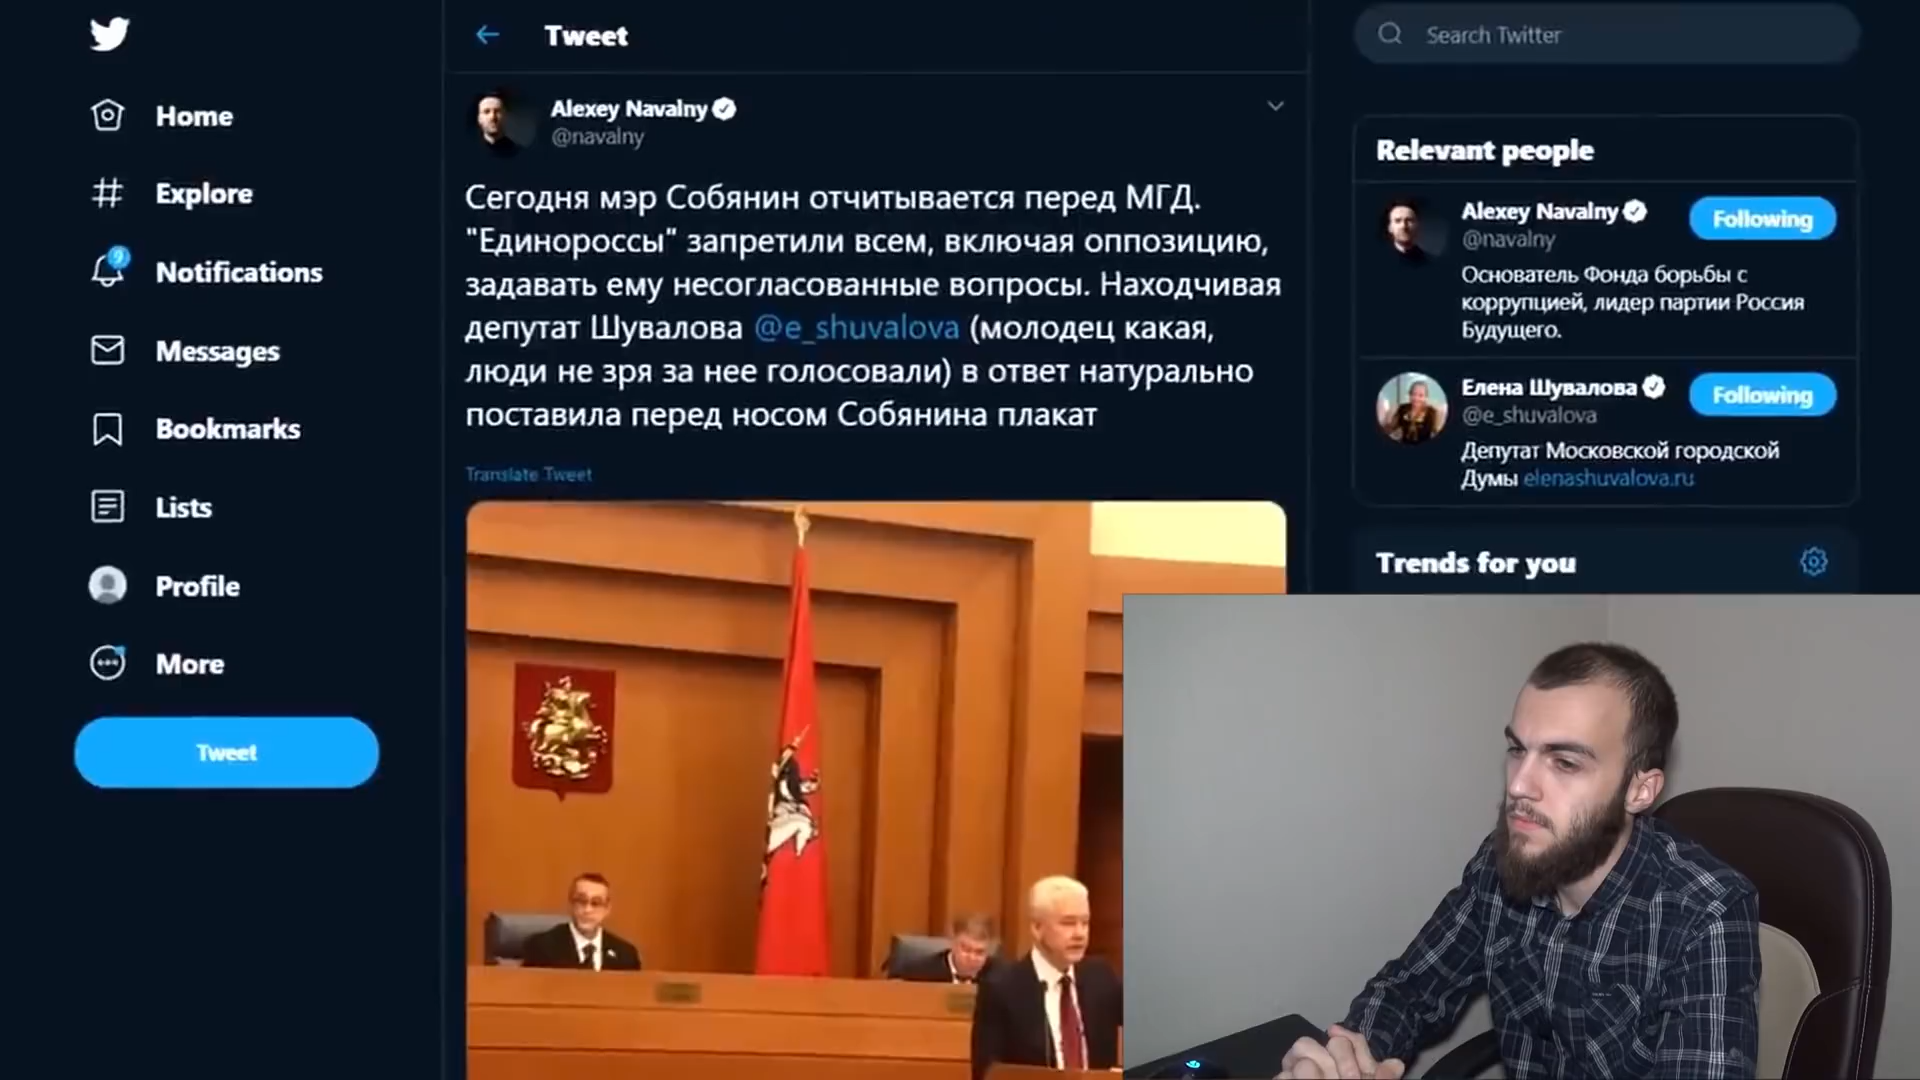 Home
Explore
9
Notifications
Messages
Bookmarks
Lists
Profile
More
Tweet
Tweet
Alexey Navalny
@navalny
Сегодня мэр Собянин отчитывается перед МГД.
"Единороссы" запретили всем, включая оппозицию,
задавать ему несогласованные вопросы. Находчивая
депутат Шувалова @e_shuvalova (молодец какая,
люди не зря за нее голосовали) в ответ натурально
поставила перед носом Собянина плакат
Translate Tweet
Search Twitter
Relevant people
Alexey Navalny
@navalny
Following
Основатель Фонда борьбы с
коррупцией, лидер партии Россия
Будущего.
Елена Шувалова
@e_shuvalova
Following
Депутат Московской городской
Думы elenashuvalova.ru
Trends for you